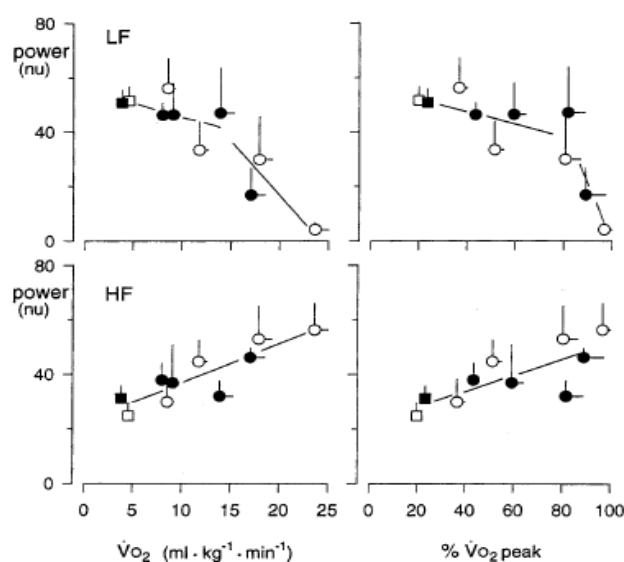 80
power
(nu)
LF
40
0
80
power
(nu)
HF
40
0
0 5 10 15 20 25
0 20 40 60 80 100
V̇O₂ (ml · kg⁻¹ · min⁻¹)
% V̇O₂ peak